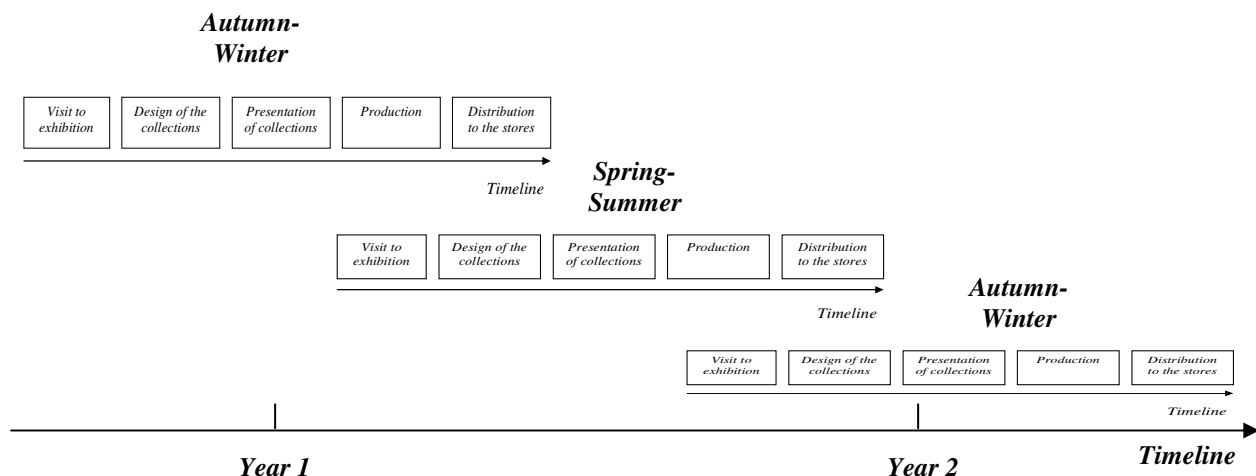 Autumn-
Winter
Visit to
exhibition
Design of the
collections
Presentation
of collections
Production
Distribution
to the stores
Timeline
Spring-
Summer
Visit to
exhibition
Design of the
collections
Presentation
of collections
Production
Distribution
to the stores
Timeline
Autumn-
Winter
Visit to
exhibition
Design of the
collections
Presentation
of collections
Production
Distribution
to the stores
Timeline
Year 1
Year 2
Timeline